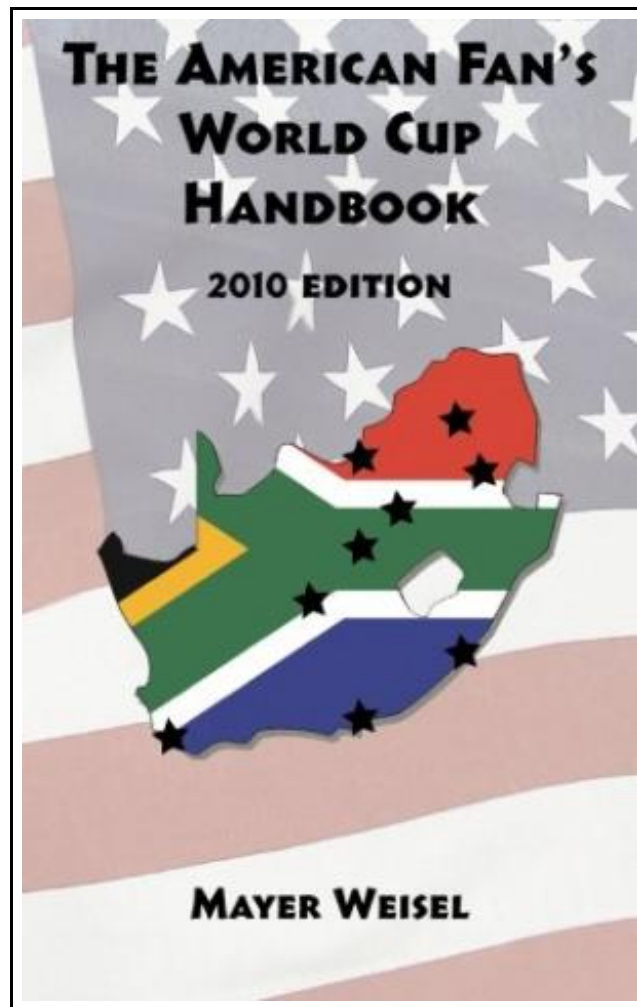 THE AMERICAN FAN'S
WORLD CUP
HANDBOOK
2010 EDITION
MAYER WEISEL